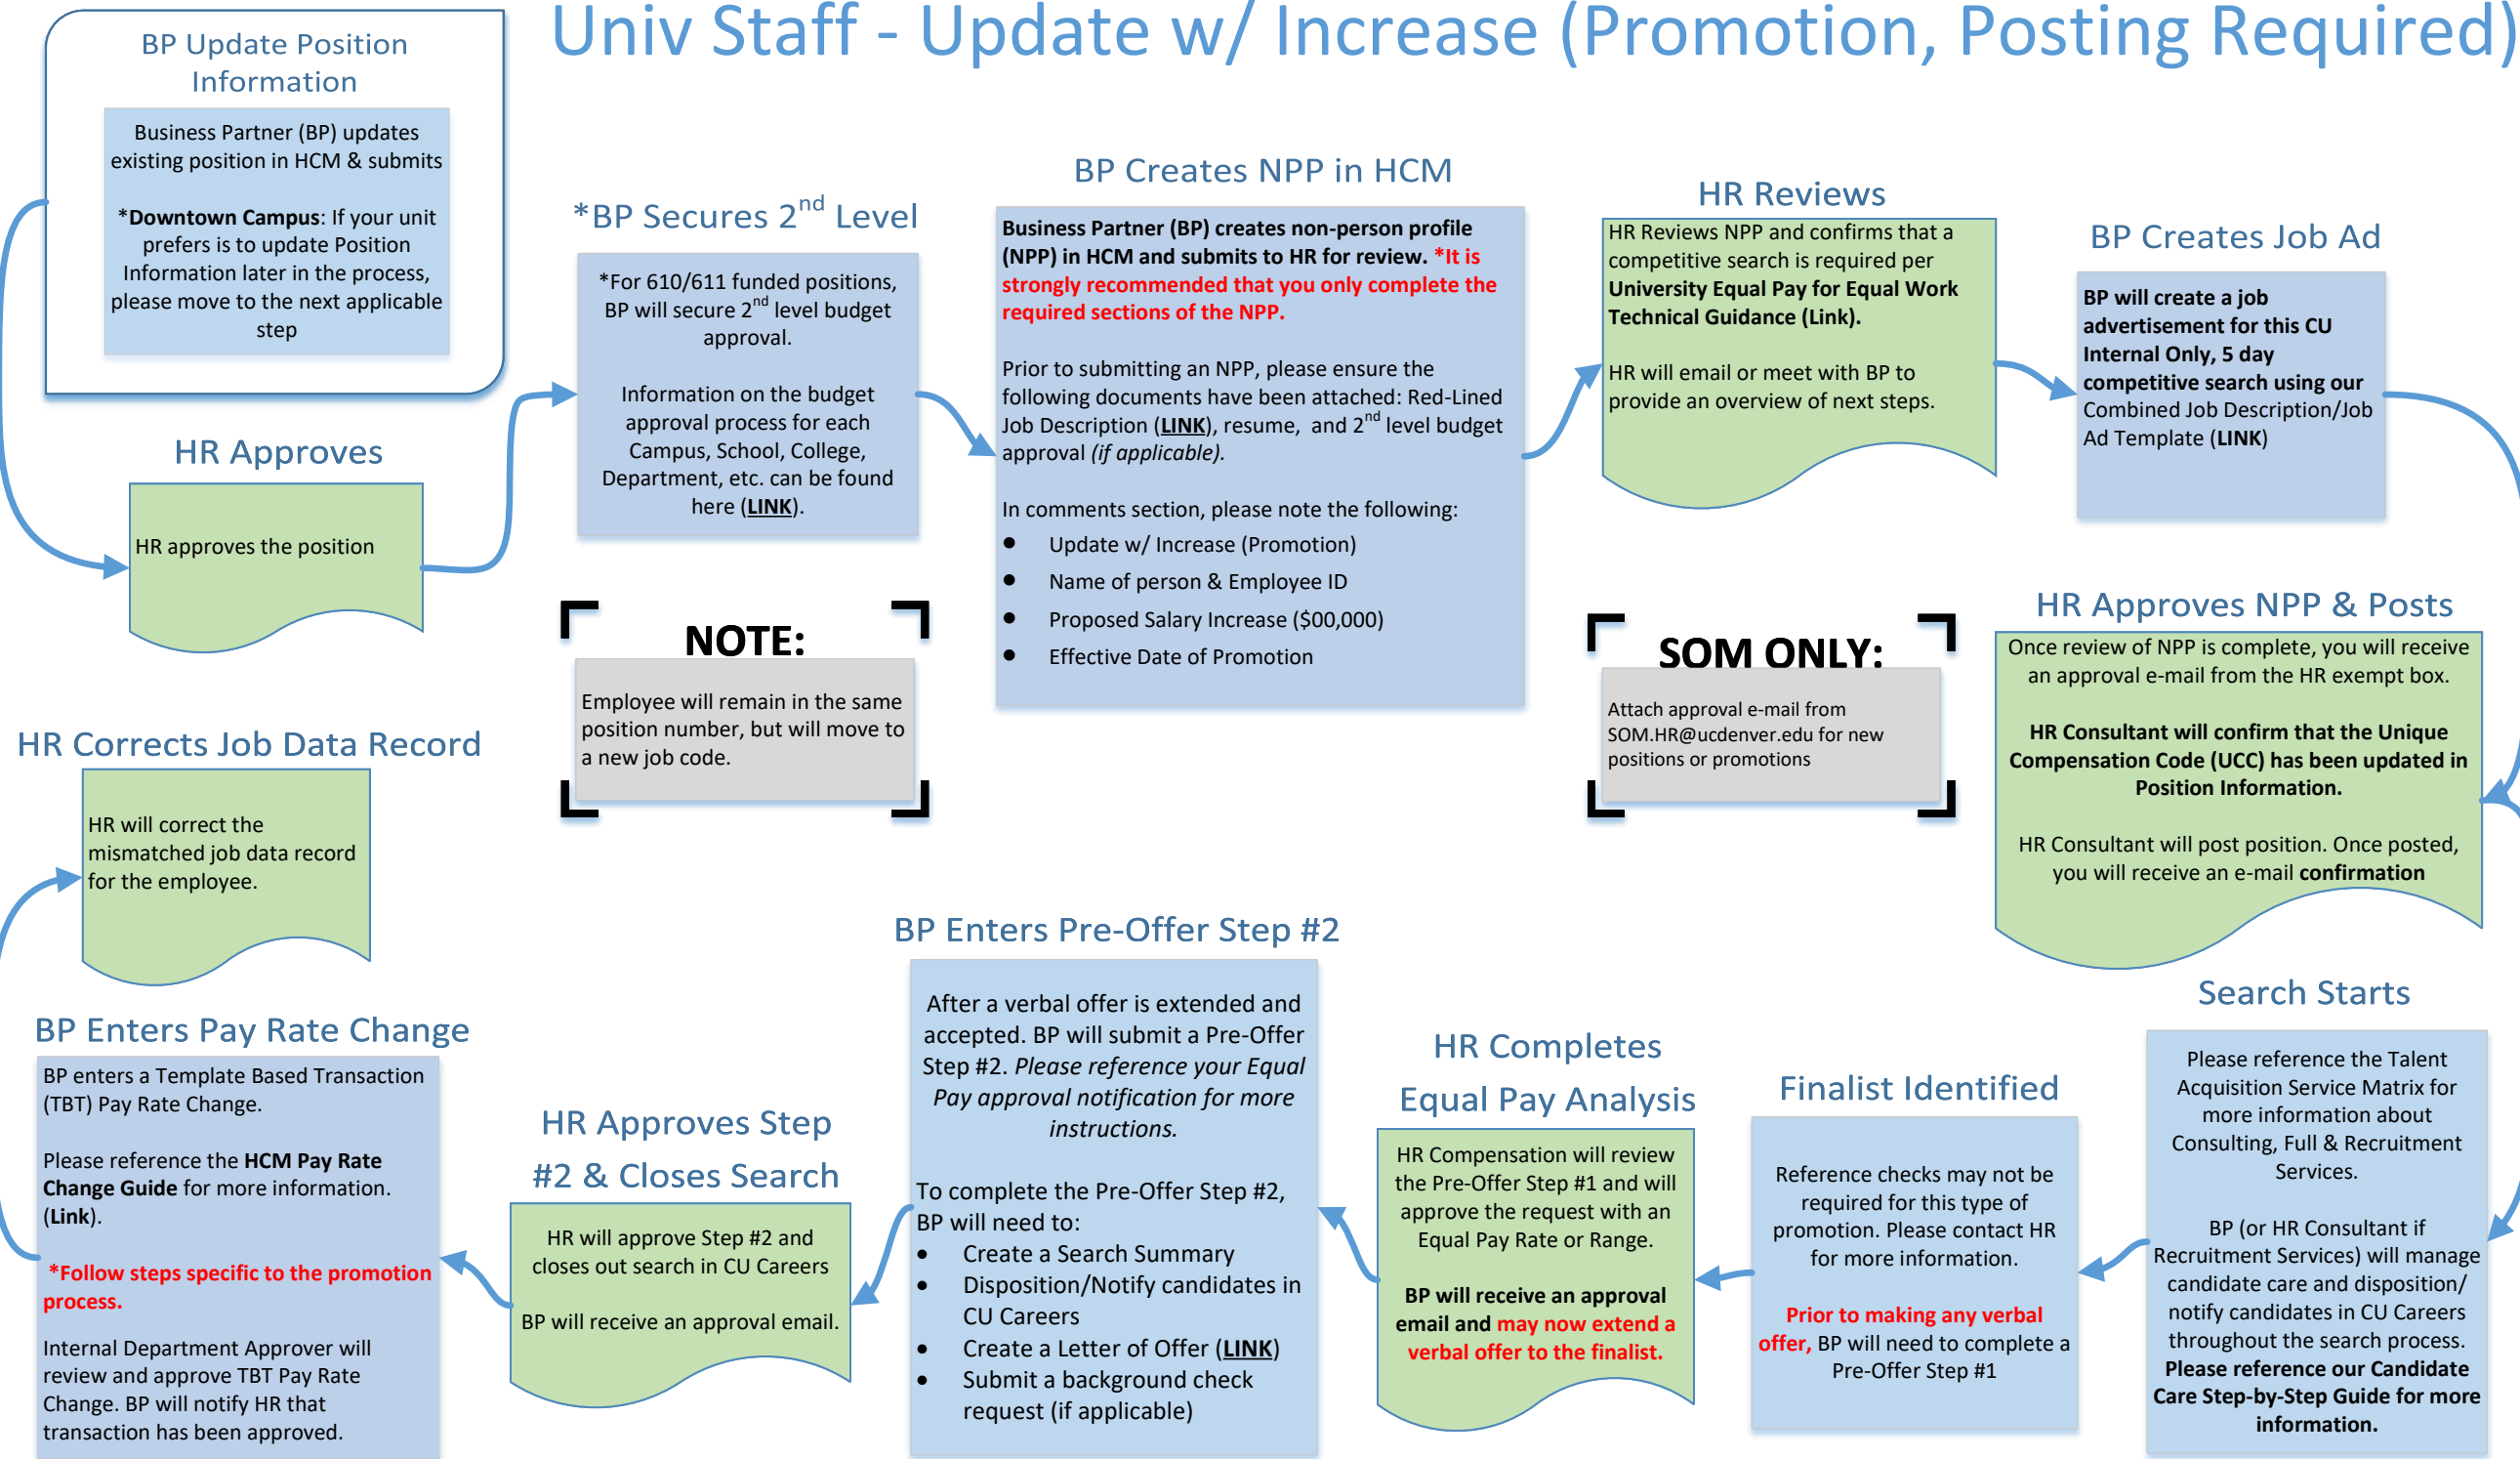 Univ Staff - Update w/ Increase (Promotion, Posting Required)
BP Update Position
Information
Business Partner (BP) updates
existing position in HCM & submits
*Downtown Campus: If your unit
prefers is to update Position
Information later in the process,
please move to the next applicable
step
HR Approves
HR approves the position
*BP Secures 2nd Level
*For 610/611 funded positions,
BP will secure 2nd level budget
approval.
Information on the budget
approval process for each
Campus, School, College,
Department, etc. can be found
here (LINK).
BP Creates NPP in HCM
Business Partner (BP) creates non-person profile
(NPP) in HCM and submits to HR for review. *It is
strongly recommended that you only complete the
required sections of the NPP.
Prior to submitting an NPP, please ensure the
following documents have been attached: Red-Lined
Job Description (LINK), resume, and 2nd level budget
approval (if applicable).
In comments section, please note the following:
● Update w/ Increase (Promotion)
● Name of person & Employee ID
● Proposed Salary Increase ($00,000)
● Effective Date of Promotion
HR Reviews
HR Reviews NPP and confirms that a
competitive search is required per
University Equal Pay for Equal Work
Technical Guidance (Link).
HR will email or meet with BP to
provide an overview of next steps.
BP Creates Job Ad
BP will create a job
advertisement for this CU
Internal Only, 5 day
competitive search using our
Combined Job Description/Job
Ad Template (LINK)
NOTE:
Employee will remain in the same
position number, but will move to
a new job code.
SOM ONLY:
Attach approval e-mail from
SOM.HR@ucdenver.edu for new
positions or promotions
HR Approves NPP & Posts
Once review of NPP is complete, you will receive
an approval e-mail from the HR exempt box.
HR Consultant will confirm that the Unique
Compensation Code (UCC) has been updated in
Position Information.
HR Consultant will post position. Once posted,
you will receive an e-mail confirmation
Search Starts
Please reference the Talent
Acquisition Service Matrix for
more information about
Consulting, Full & Recruitment
Services.
BP (or HR Consultant if
Recruitment Services) will manage
candidate care and disposition/
notify candidates in CU Careers
throughout the search process.
Please reference our Candidate
Care Step-by-Step Guide for more
information.
Finalist Identified
Reference checks may not be
required for this type of
promotion. Please contact HR
for more information.
Prior to making any verbal
offer, BP will need to complete a
Pre-Offer Step #1
HR Completes
Equal Pay Analysis
HR Compensation will review
the Pre-Offer Step #1 and will
approve the request with an
Equal Pay Rate or Range.
BP will receive an approval
email and may now extend a
verbal offer to the finalist.
BP Enters Pre-Offer Step #2
After a verbal offer is extended and
accepted. BP will submit a Pre-Offer
Step #2. Please reference your Equal
Pay approval notification for more
instructions.
To complete the Pre-Offer Step #2,
BP will need to:
● Create a Search Summary
● Disposition/Notify candidates in
CU Careers
● Create a Letter of Offer (LINK)
● Submit a background check
request (if applicable)
HR Approves Step
#2 & Closes Search
HR will approve Step #2 and
closes out search in CU Careers
BP will receive an approval email.
BP Enters Pay Rate Change
BP enters a Template Based Transaction
(TBT) Pay Rate Change.
Please reference the HCM Pay Rate
Change Guide for more information.
(Link).
*Follow steps specific to the promotion
process.
Internal Department Approver will
review and approve TBT Pay Rate
Change. BP will notify HR that
transaction has been approved.
HR Corrects Job Data Record
HR will correct the
mismatched job data record
for the employee.